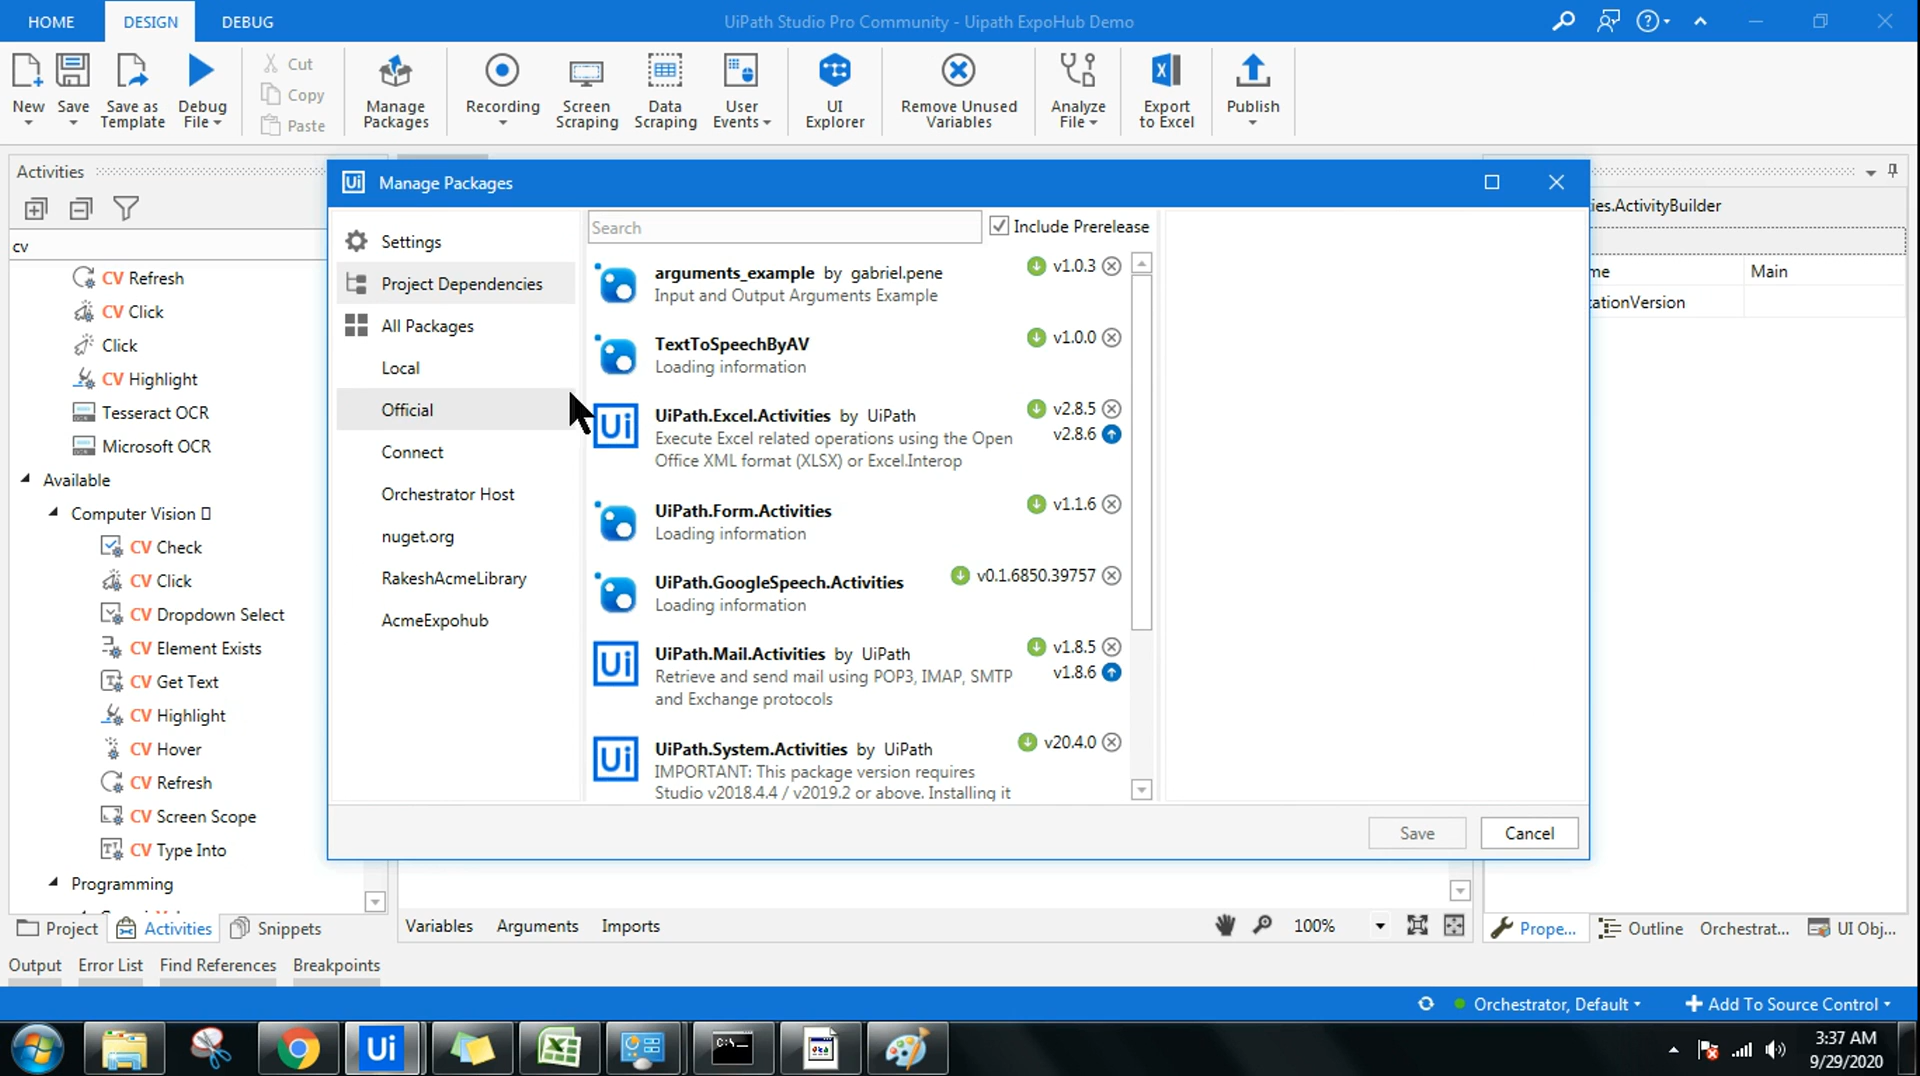 HOME
DESIGN
DEBUG
UiPath Studio Pro Community - Uipath ExpoHub Demo
New
Save
Save as
Template
Debug
File
Cut
Copy
Paste
Manage
Packages
Recording
Screen
Scraping
Data
Scraping
User
Events
UI
Explorer
Remove Unused
Variables
Analyze
File
Export
to Excel
Publish
Activities
cv
CV Refresh
CV Click
Click
CV Highlight
Tesseract OCR
Microsoft OCR
Available
Computer Vision
CV Check
CV Click
CV Dropdown Select
CV Element Exists
CV Get Text
CV Highlight
CV Hover
CV Refresh
CV Screen Scope
CV Type Into
Programming
Ui Manage Packages
Settings
Project Dependencies
All Packages
Local
Official
Connect
Orchestrator Host
nuget.org
RakeshAcmeLibrary
AcmeExpohub
Search
Include Prerelease
arguments_example by gabriel.pene
v1.0.3
Input and Output Arguments Example
TextToSpeechByAV
v1.0.0
Loading information
Ui
UiPath.Excel.Activities by UiPath
v2.8.5
v2.8.6
Execute Excel related operations using the Open
Office XML format (XLSX) or Excel.Interop
UiPath.Form.Activities
v1.1.6
Loading information
UiPath.GoogleSpeech.Activities
v0.1.6850.39757
Loading information
Ui
UiPath.Mail.Activities by UiPath
v1.8.5
v1.8.6
Retrieve and send mail using POP3, IMAP, SMTP
and Exchange protocols
Ui
UiPath.System.Activities by UiPath
v20.4.0
IMPORTANT: This package version requires
Studio v2018.4.4 / v2019.2 or above. Installing it
Save
Cancel
ies.ActivityBuilder
me
Main
ationVersion
Project
Activities
Snippets
Variables
Arguments
Imports
100%
Prope...
Outline
Orchestrat...
UI Obj...
Output
Error List
Find References
Breakpoints
Orchestrator, Default
Add To Source Control
Ui
C:\
3:37 AM
9/29/2020